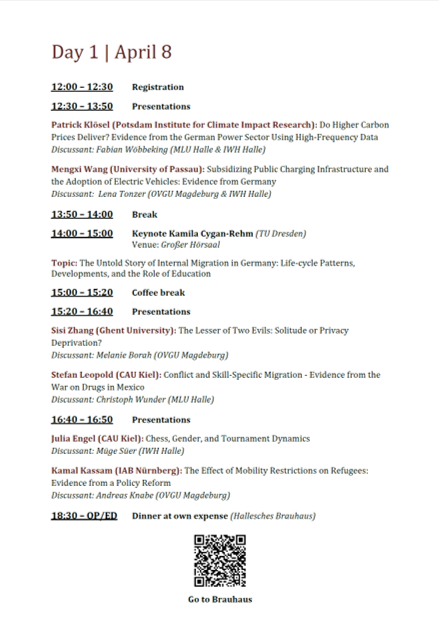 Day 1 | April 8
12:00 – 12:30 Registration
12:30 – 13:50 Presentations
Patrick Klösel (Potsdam Institute for Climate Impact Research): Do Higher Carbon
Prices Deliver? Evidence from the German Power Sector Using High-Frequency Data
Discussant: Fabian Wöbbeking (MLU Halle & IWH Halle)
Mengxi Wang (University of Passau): Subsidizing Public Charging Infrastructure and
the Adoption of Electric Vehicles: Evidence from Germany
Discussant: Lena Tonzer (OVGU Magdeburg & IWH Halle)
13:50 – 14:00 Break
14:00 – 15:00 Keynote Kamila Cygan-Rehm (TU Dresden)
Venue: Großer Hörsaal
Topic: The Untold Story of Internal Migration in Germany: Life-cycle Patterns,
Developments, and the Role of Education
15:00 – 15:20 Coffee break
15:20 – 16:40 Presentations
Sisi Zhang (Ghent University): The Lesser of Two Evils: Solitude or Privacy
Deprivation?
Discussant: Melanie Borah (OVGU Magdeburg)
Stefan Leopold (CAU Kiel): Conflict and Skill-Specific Migration - Evidence from the
War on Drugs in Mexico
Discussant: Christoph Wunder (MLU Halle)
16:40 – 16:50 Presentations
Julia Engel (CAU Kiel): Chess, Gender, and Tournament Dynamics
Discussant: Müge Süer (IWH Halle)
Kamal Kassam (IAB Nürnberg): The Effect of Mobility Restrictions on Refugees:
Evidence from a Policy Reform
Discussant: Andreas Knabe (OVGU Magdeburg)
18:30 – OP/ED Dinner at own expense (Hallesches Brauhaus)
Go to Brauhaus